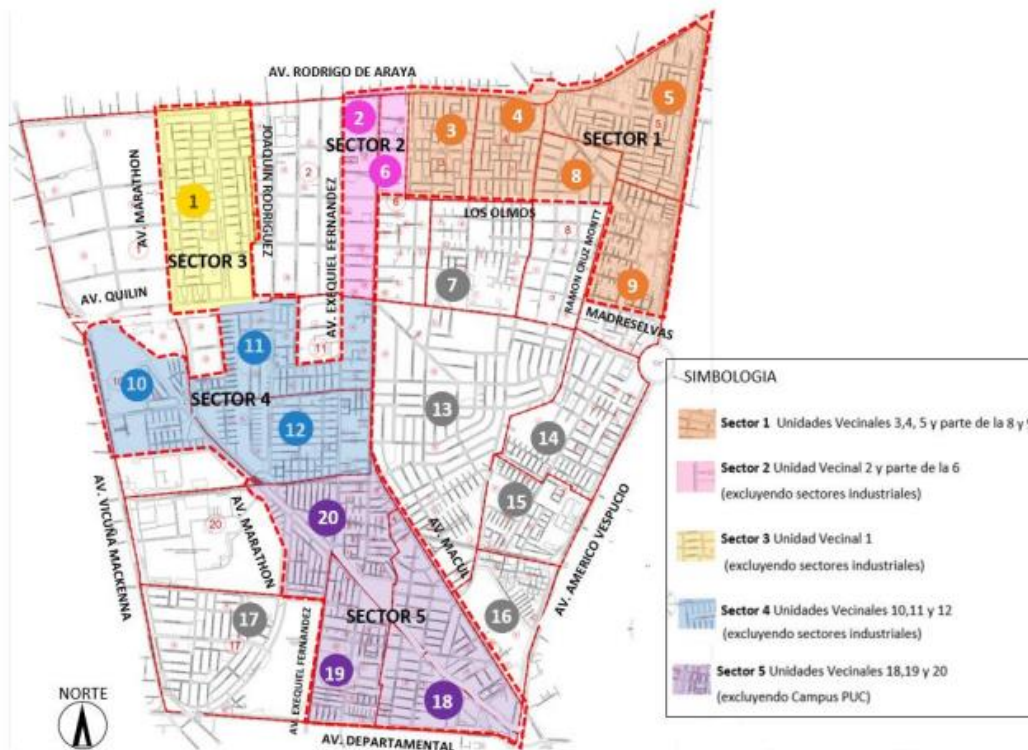 AV. RODRIGO DE ARAYA
5
2
3
4
SECTOR 1
SECTOR 2
6
8
JOAQUIN RODRIGUEZ
AV. MARATHON
1
AV. EXEQUIEL FERNANDEZ
LOS OLMOS
SECTOR 3
7
RAMON CRUZ MONTT
9
AV. QUILIN
MADRESELVAS
11
10
SECTOR 4
12
13
14
15
20
AV. VICUÑA MACKENNA
AV. MARATHON
AV. MACUL
AV. AMERICO VESPUCIO
16
17
SECTOR 5
AV. EXEQUIEL FERNANDEZ
19
18
AV. DEPARTAMENTAL
NORTE
SIMBOLOGIA
Sector 1 Unidades Vecinales 3,4, 5 y parte de la 8 y 9
Sector 2 Unidad Vecinal 2 y parte de la 6
(excluyendo sectores industriales)
Sector 3 Unidad Vecinal 1
(excluyendo sectores industriales)
Sector 4 Unidades Vecinales 10,11 y 12
(excluyendo sectores industriales)
Sector 5 Unidades Vecinales 18,19 y 20
(excluyendo Campus PUC)